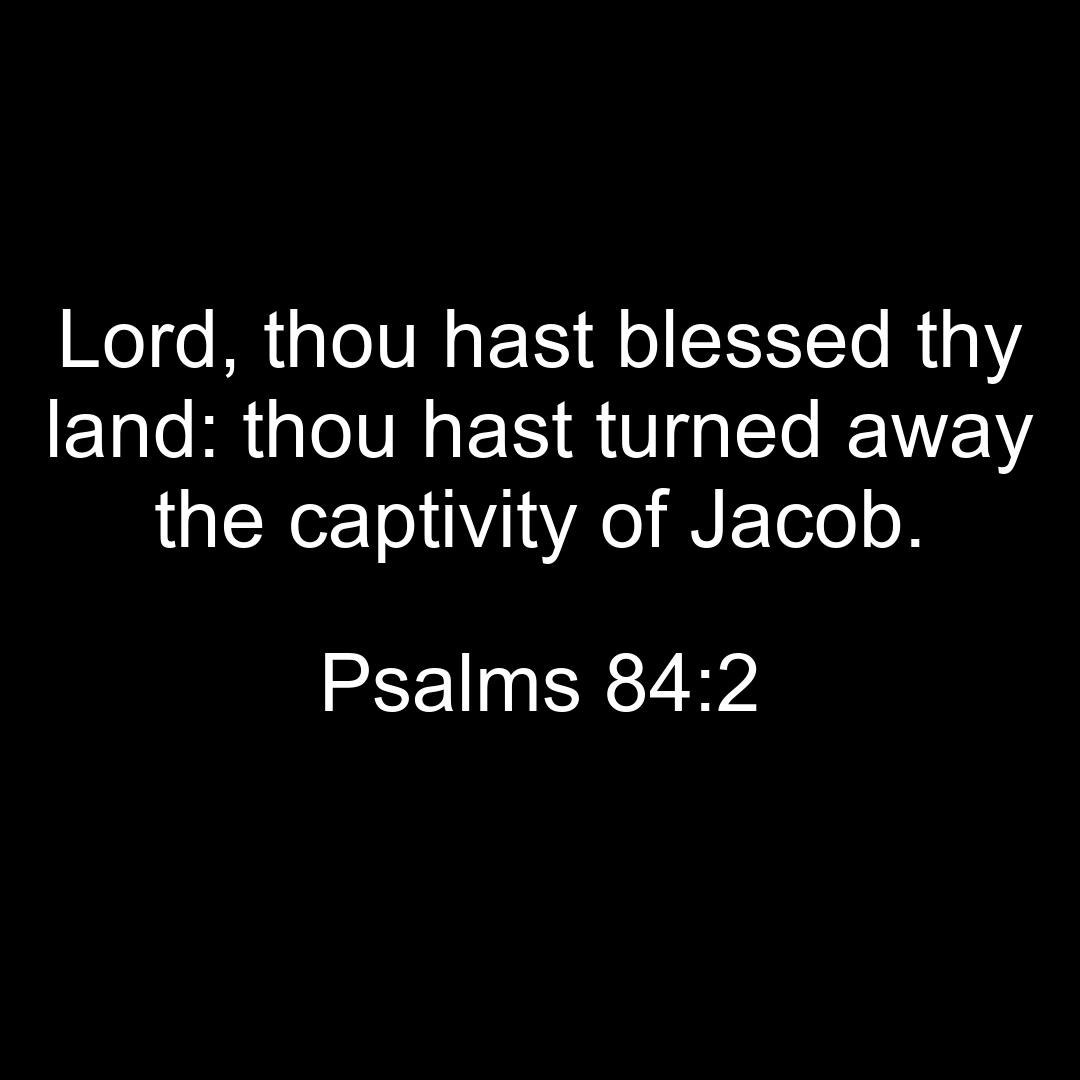 Lord, thou hast blessed thy
land: thou hast turned away
the captivity of Jacob.
Psalms 84:2